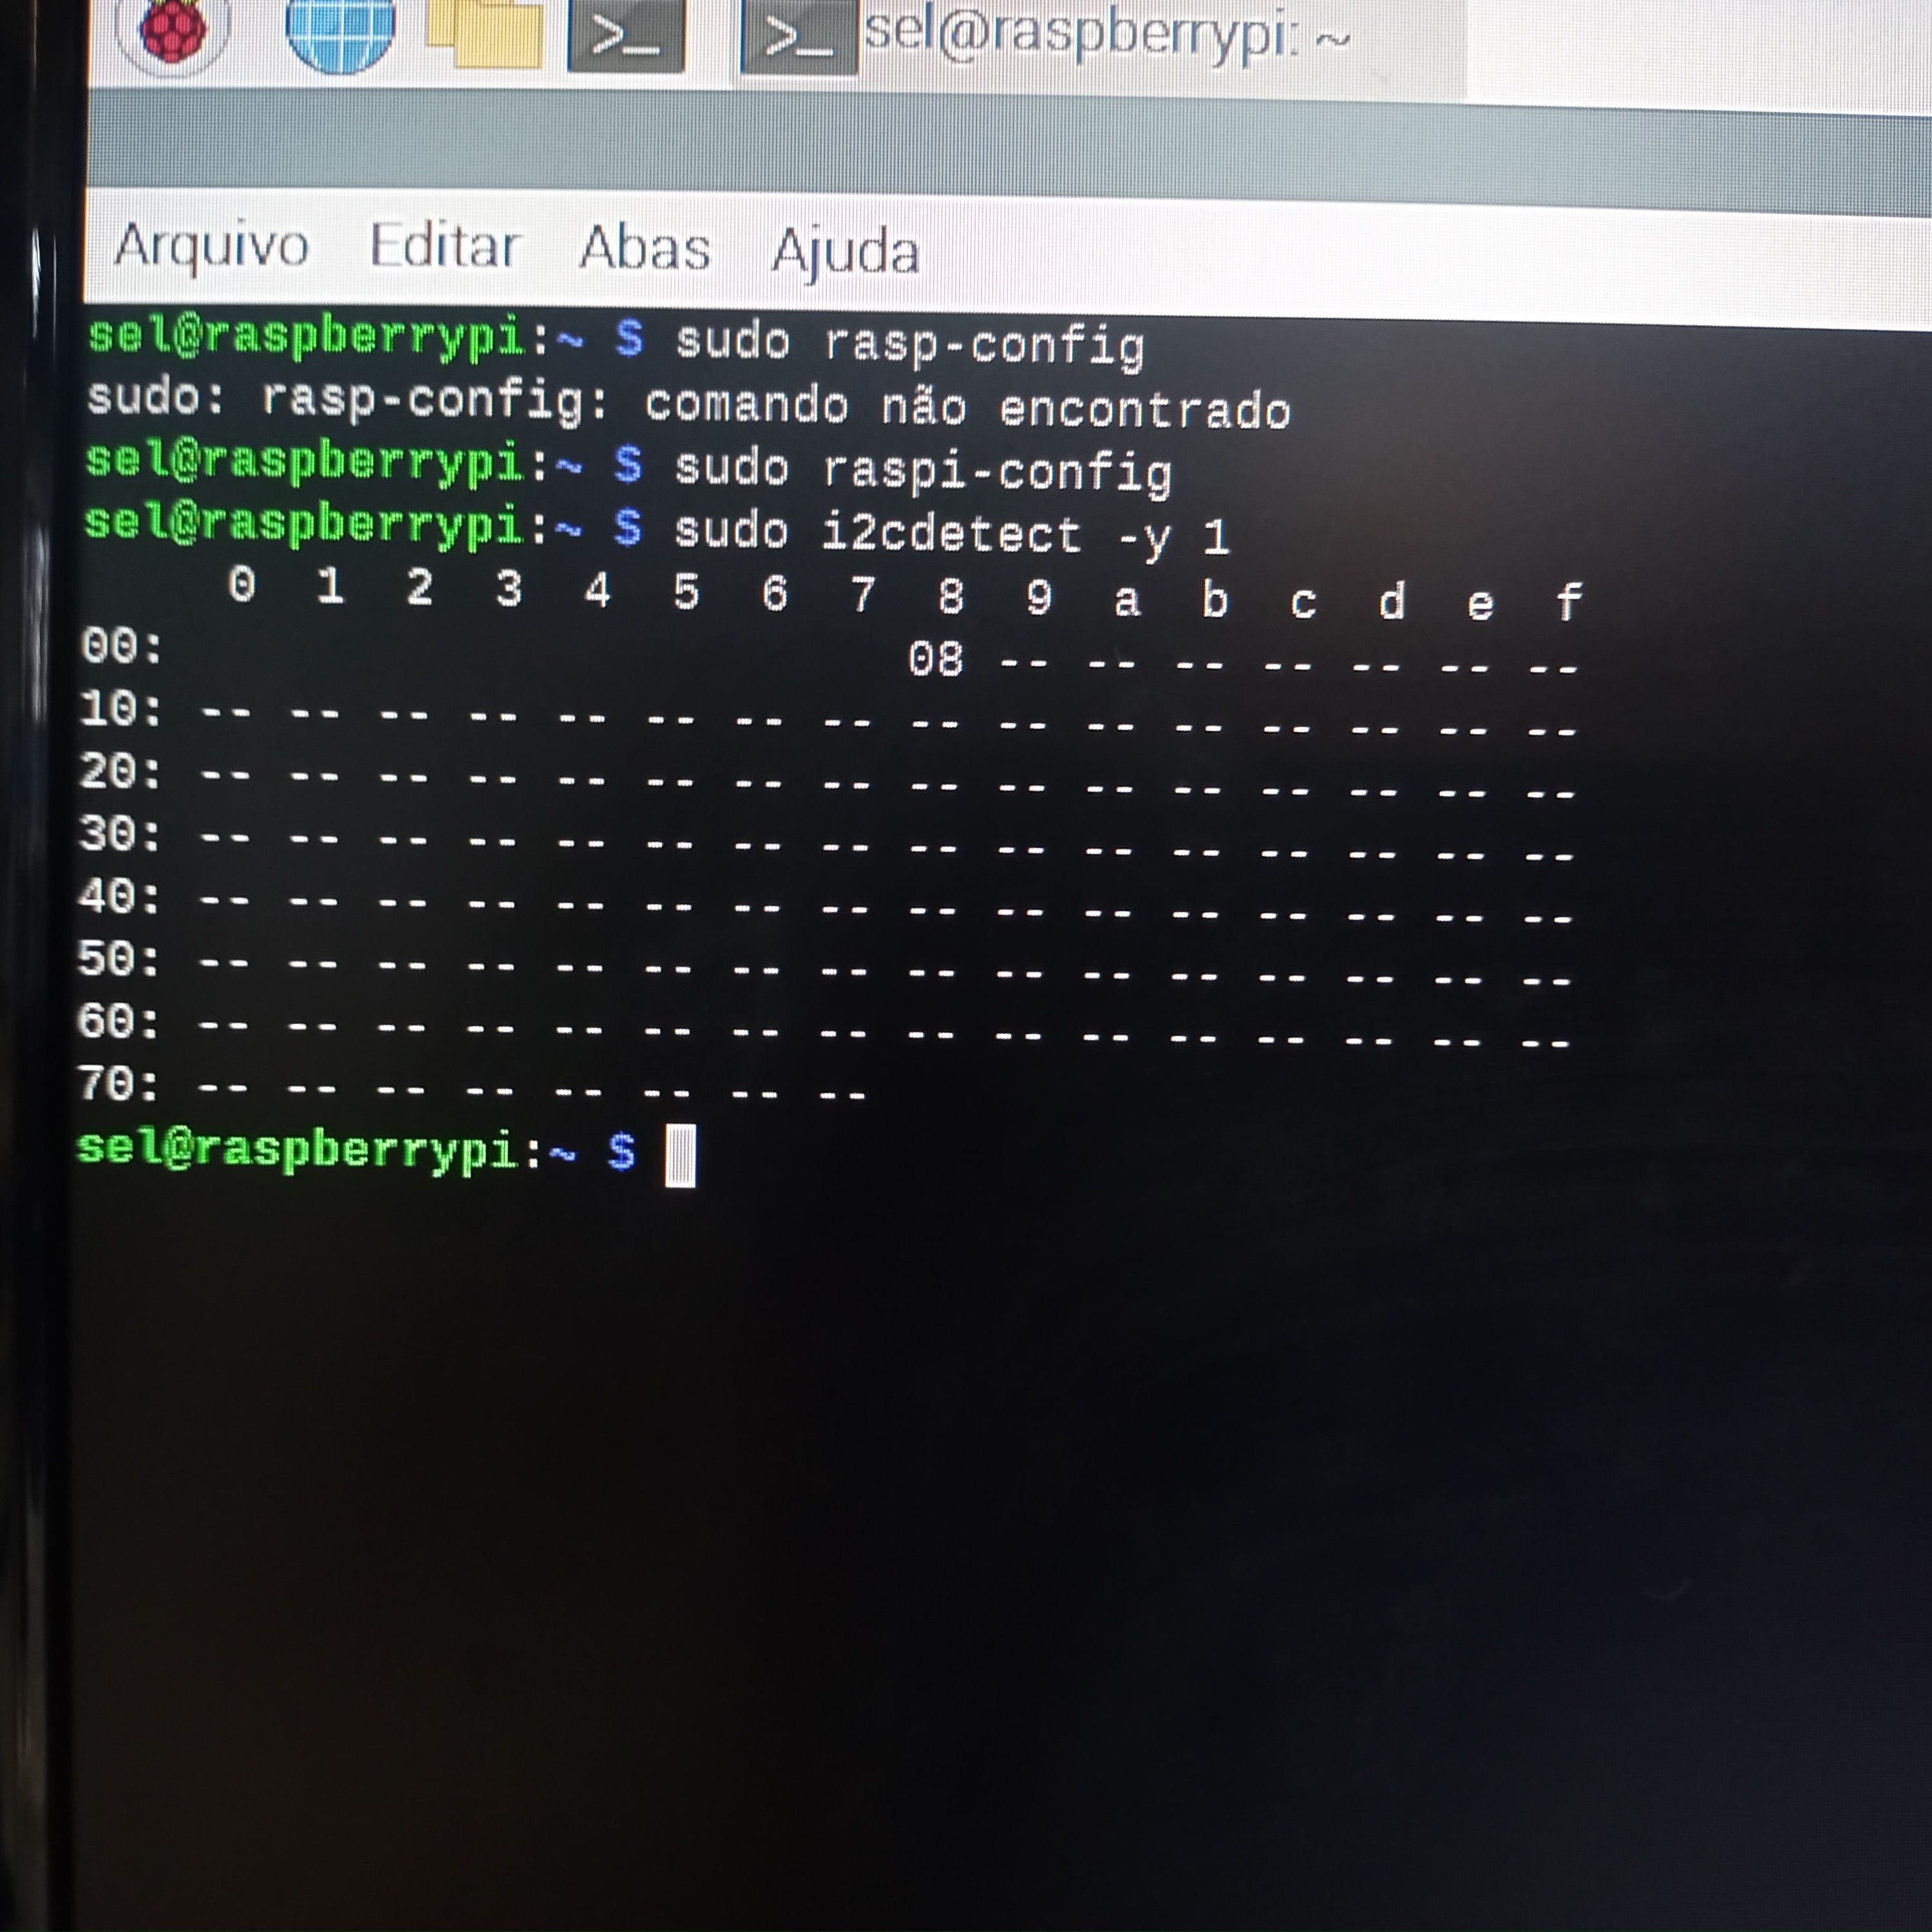 >_ >_ sel@raspberrypi: ~
Arquivo Editar Abas Ajuda
sel@raspberrypi:~ $ sudo rasp-config
sudo: rasp-config: comando não encontrado
sel@raspberrypi:~ $ sudo raspi-config
sel@raspberrypi:~ $ sudo i2cdetect -y 1
     0  1  2  3  4  5  6  7  8  9  a  b  c  d  e  f
00:                         08 -- -- -- -- -- -- --
10: -- -- -- -- -- -- -- -- -- -- -- -- -- -- -- --
20: -- -- -- -- -- -- -- -- -- -- -- -- -- -- -- --
30: -- -- -- -- -- -- -- -- -- -- -- -- -- -- -- --
40: -- -- -- -- -- -- -- -- -- -- -- -- -- -- -- --
50: -- -- -- -- -- -- -- -- -- -- -- -- -- -- -- --
60: -- -- -- -- -- -- -- -- -- -- -- -- -- -- -- --
70: -- -- -- -- -- -- -- --
sel@raspberrypi:~ $